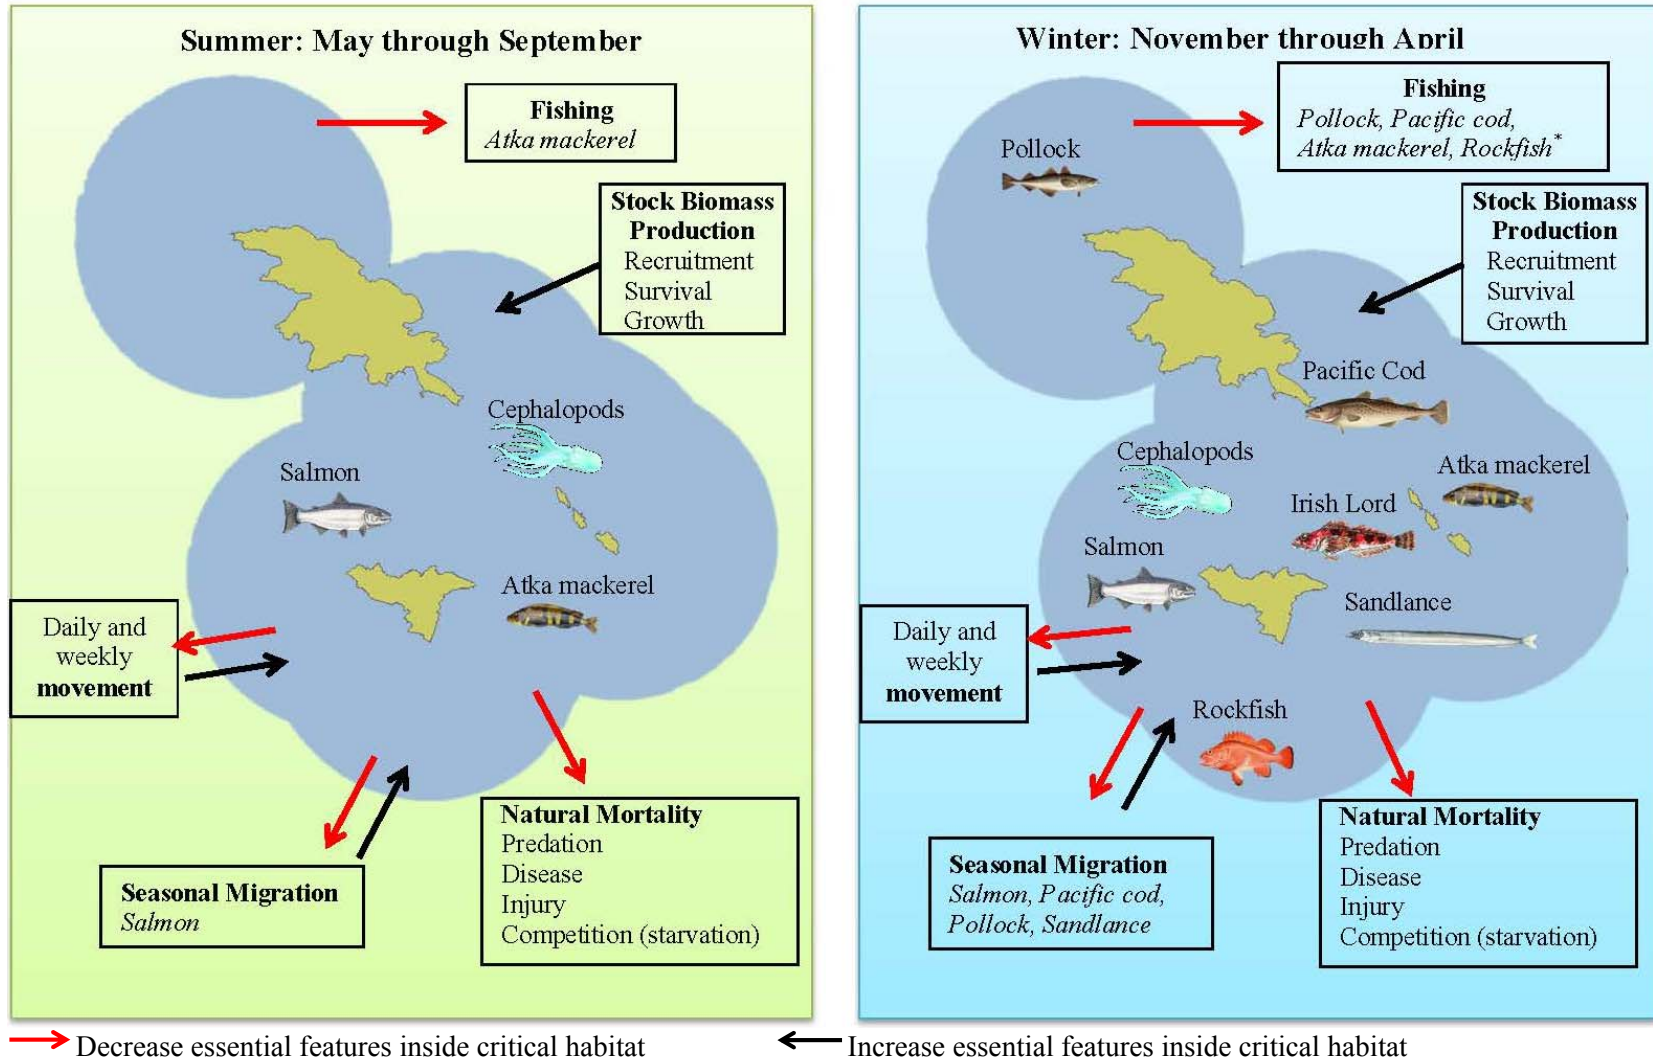 Summer: May through September
Fishing
Atka mackerel
Stock Biomass
Production
Recruitment
Survival
Growth
Cephalopods
Salmon
Atka mackerel
Daily and
weekly
movement
Seasonal Migration
Salmon
Natural Mortality
Predation
Disease
Injury
Competition (starvation)
Winter: November through April
Fishing
Pollock, Pacific cod,
Atka mackerel, Rockfish*
Pollock
Stock Biomass
Production
Recruitment
Survival
Growth
Pacific Cod
Cephalopods
Atka mackerel
Irish Lord
Salmon
Sandlance
Daily and
weekly
movement
Rockfish
Seasonal Migration
Salmon, Pacific cod,
Pollock, Sandlance
Natural Mortality
Predation
Disease
Injury
Competition (starvation)
Decrease essential features inside critical habitat
Increase essential features inside critical habitat